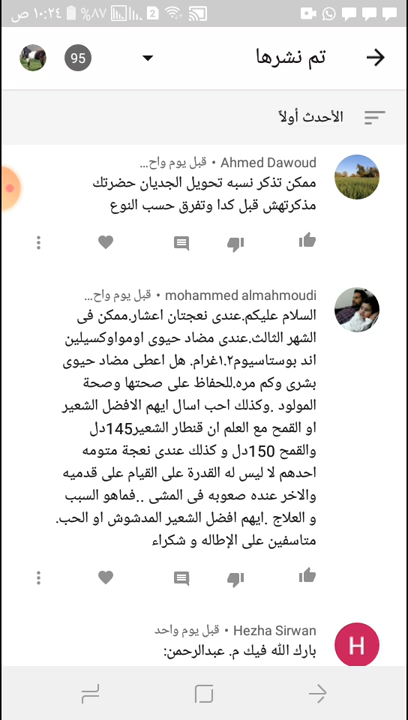 ١٠:٢٤ ص %٨٧ 2
تم نشرها 95
الأحدث أولاً
Ahmed Dawoud • قبل يوم واح...
ممكن تذكر نسبه تحويل الجديان حضرتك
مذكرتهش قبل كدا وتفرق حسب النوع
mohammed almahmoudi • قبل يوم واح...
السلام عليكم.عندى نعجتان اعشار.ممكن فى
الشهر الثالث.عندى مضاد حيوى اومواوكسيلين
اند بوستاسيوم١.٢غرام. هل اعطى مضاد حيوى
بشرى وكم مره.للحفاظ على صحتها وصحة
المولود .وكذلك احب اسال ايهم الافضل الشعير
او القمح مع العلم ان قنطار الشعير145دل
والقمح 150دل و كذلك عندى نعجة متومه
احدهم لا ليس له القدرة على القيام على قدميه
والاخر عنده صعوبه فى المشى ..فماهو السبب
و العلاج .ايهم افضل الشعير المدشوش او الحب.
متاسفين على الإطاله و شكراء
Hezha Sirwan • قبل يوم واحد
H
بارك الله فيك م. عبدالرحمن: